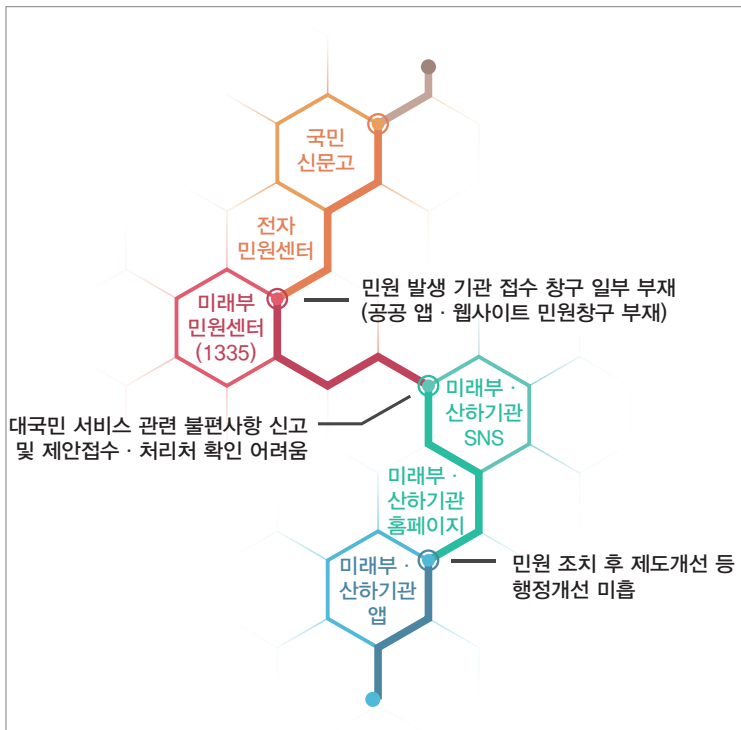 국민
신문고
전자
민원센터
미래부
민원센터
(1335)
민원 발생 기관 접수 창구 일부 부재
(공공 앱 · 웹사이트 민원창구 부재)
미래부 ·
산하기관
SNS
대국민 서비스 관련 불편사항 신고
및 제안접수 · 처리처 확인 어려움
미래부 ·
산하기관
홈페이지
미래부 ·
산하기관
앱
민원 조치 후 제도개선 등
행정개선 미흡